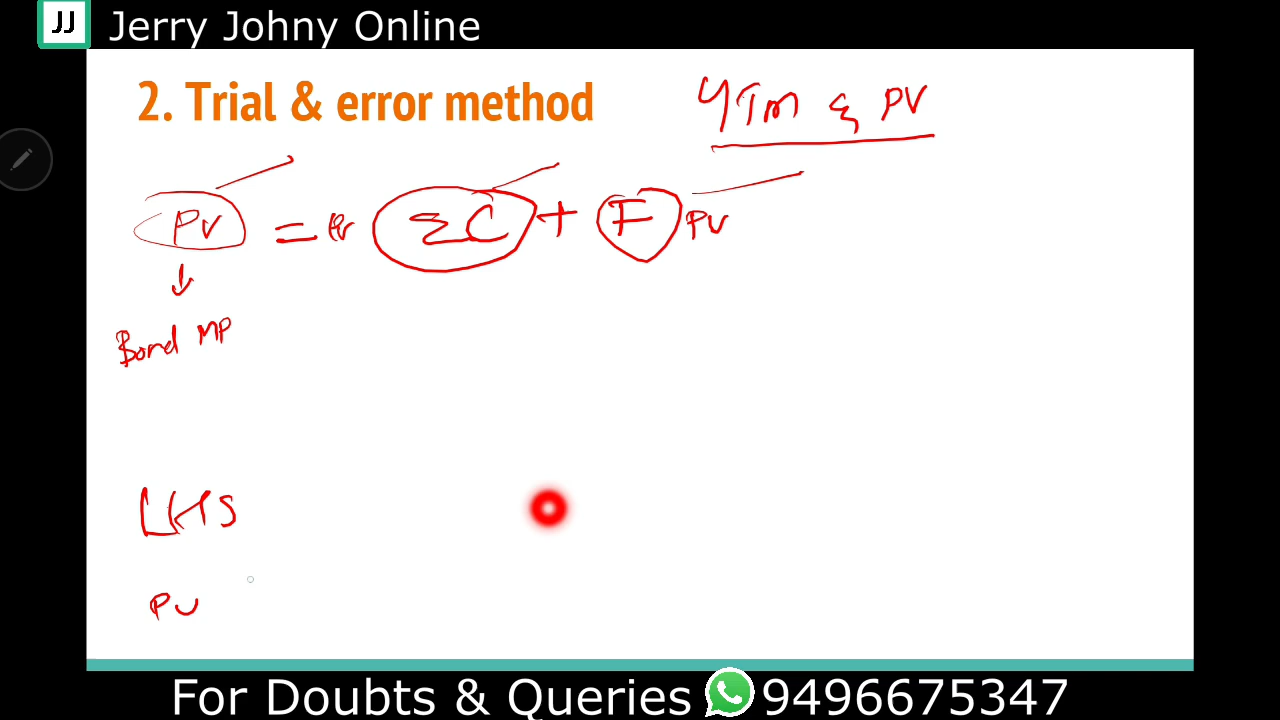 JJ Jerry Johny Online
2. Trial & error method
YTM & PV
PV = PV ΣC + F PV
Bond MP
LHS
PV
For Doubts & Queries 9496675347